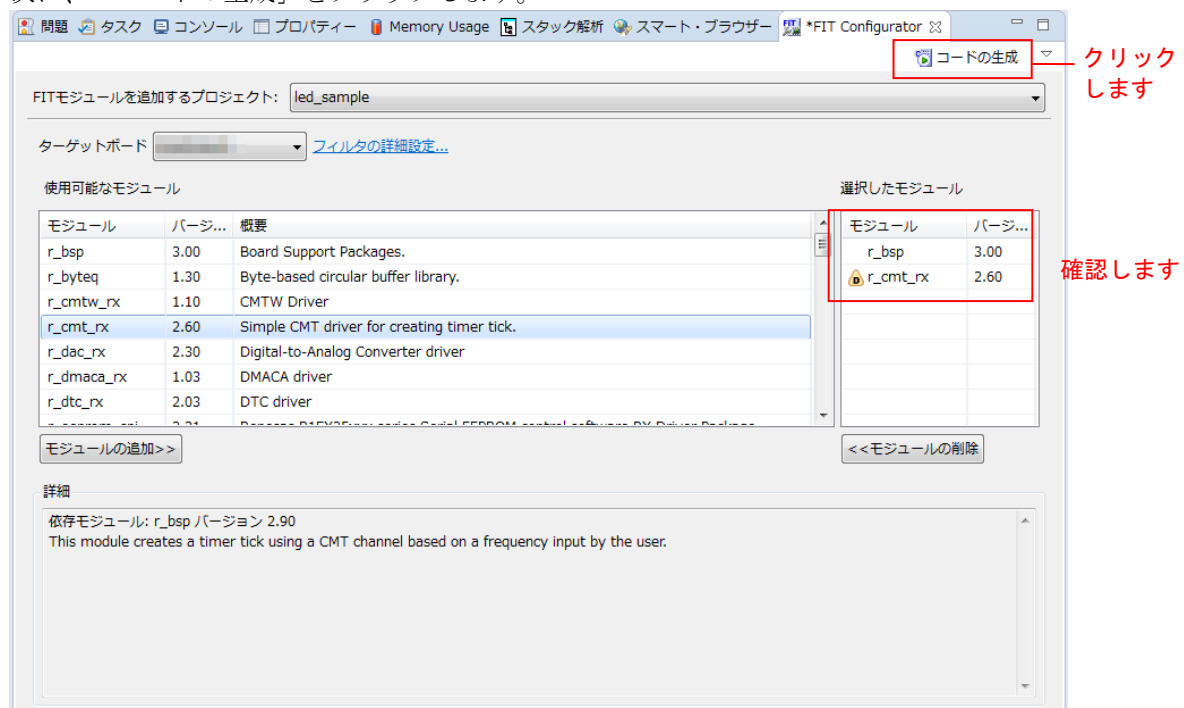 」をクリックします。
問題 タスク コンソール プロパティー Memory Usage スタック解析 スマート・ブラウザー *FIT Configurator
コードの生成
クリック
します
FITモジュールを追加するプロジェクト: led_sample
ターゲットボード フィルタの詳細設定...
使用可能なモジュール 選択したモジュール
モジュール バージ... 概要 モジュール バージ...
r_bsp 3.00 Board Support Packages. r_bsp 3.00
r_byteq 1.30 Byte-based circular buffer library. r_cmt_rx 2.60
確認します
r_cmtw_rx 1.10 CMTW Driver
r_cmt_rx 2.60 Simple CMT driver for creating timer tick.
r_dac_rx 2.30 Digital-to-Analog Converter driver
r_dmaca_rx 1.03 DMACA driver
r_dtc_rx 2.03 DTC driver
モジュールの追加>> <<モジュールの削除
詳細
依存モジュール: r_bsp バージョン 2.90
This module creates a timer tick using a CMT channel based on a frequency input by the user.